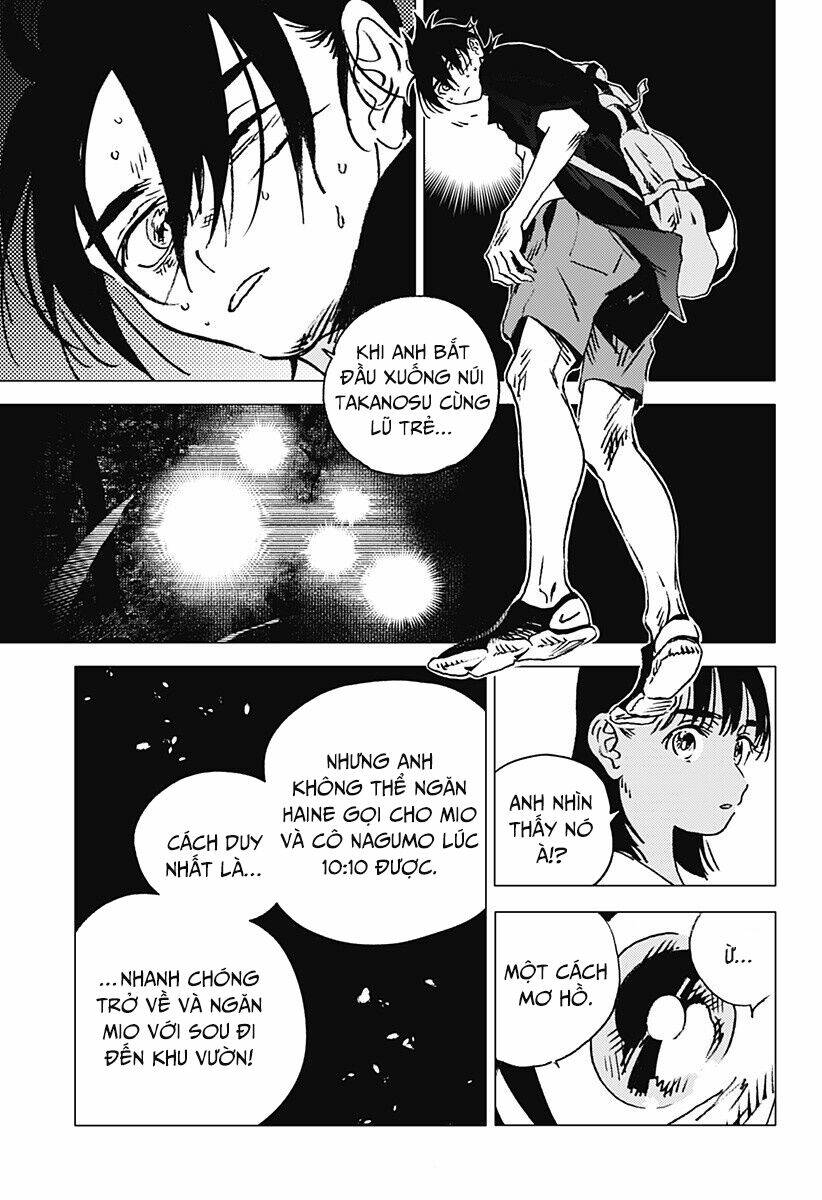 KHI ANH BẮT
ĐẦU XUỐNG NÚI
TAKANOSU CÙNG
LŨ TRẺ...
ANH NHÌN
THẤY NÓ
À!?
Ừ...
MỘT CÁCH
MƠ HỒ.
NHƯNG ANH
KHÔNG THỂ NGĂN
HAINE GỌI CHO MIO
VÀ CÔ NAGUMO LÚC
10:10 ĐƯỢC.
CÁCH DUY
NHẤT LÀ...
...NHANH CHÓNG
TRỞ VỀ VÀ NGĂN
MIO VỚI SOU ĐI
ĐẾN KHU VƯỜN!